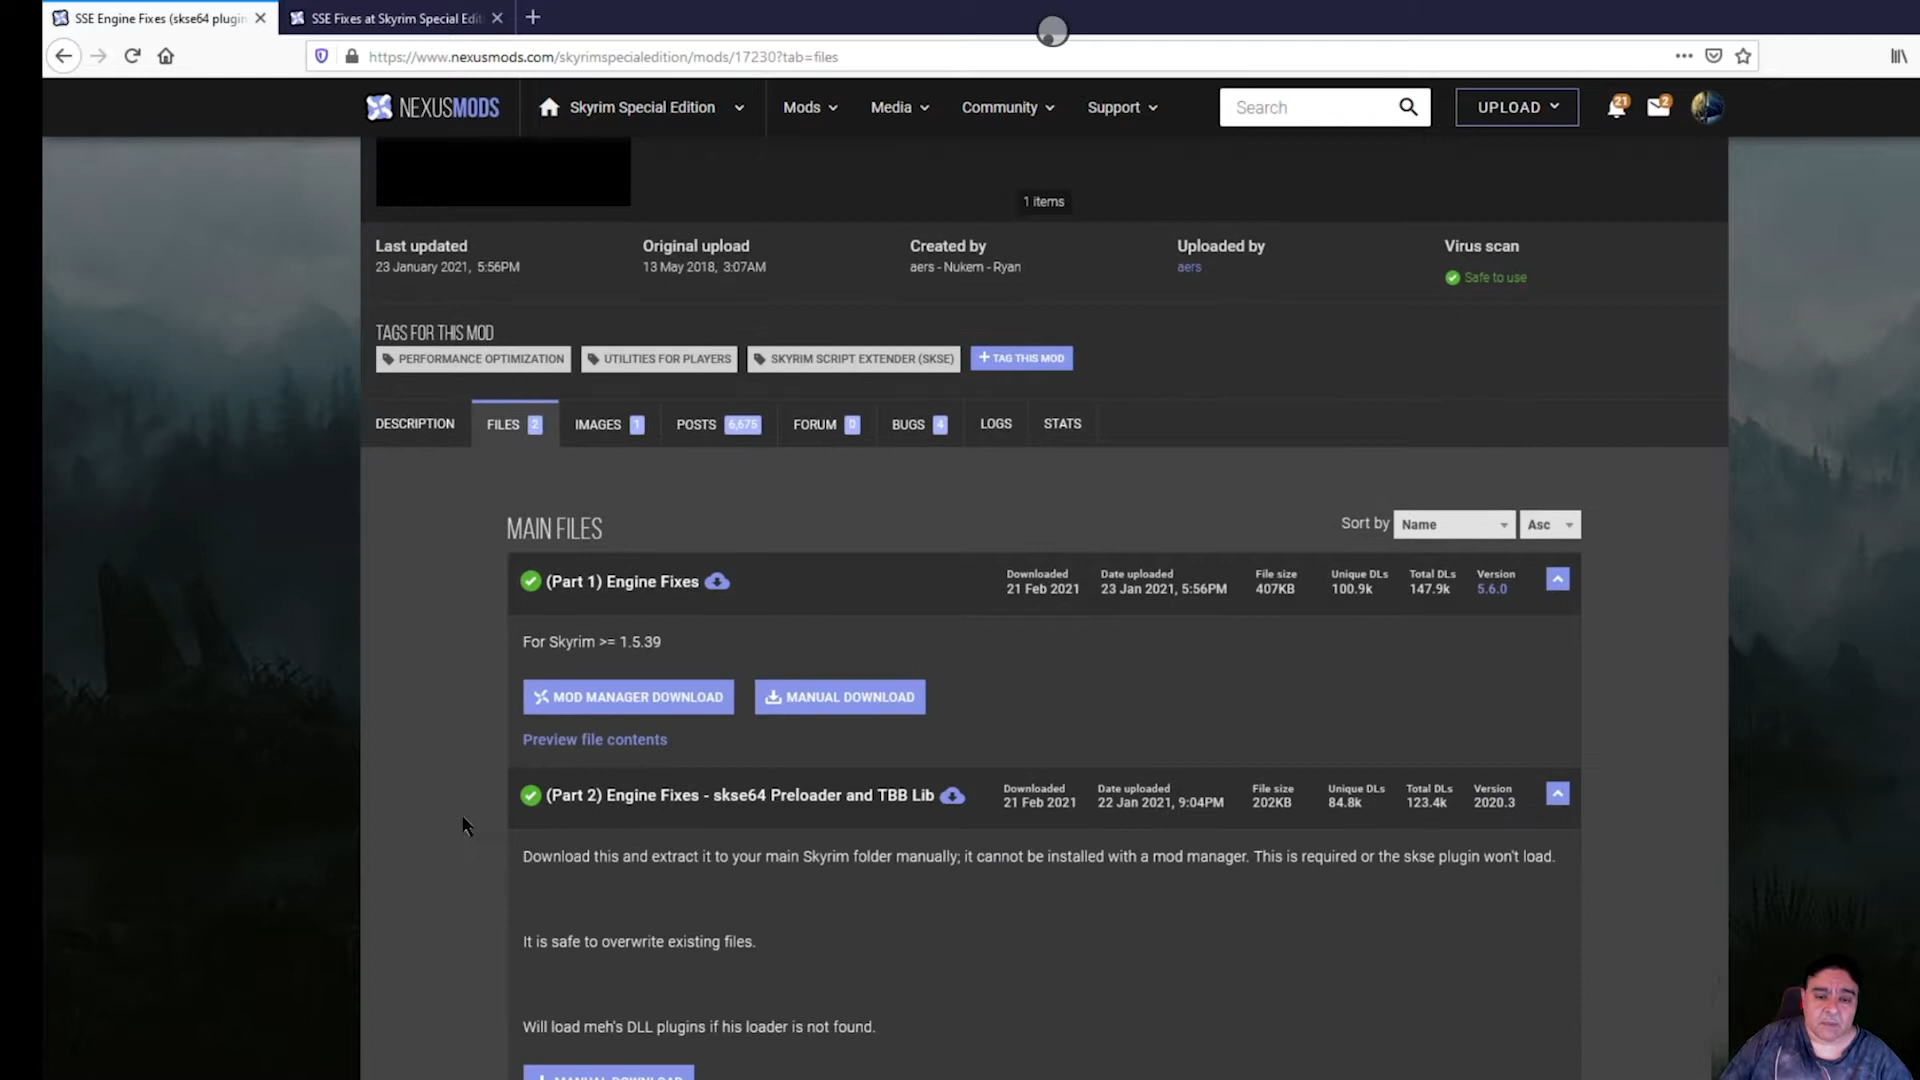 SSE Engine Fixes (skse64 plugin
SSE Fixes at Skyrim Special Edit
https://www.nexusmods.com/skyrimspecialedition/mods/17230?tab=files
NEXUSMODS
Skyrim Special Edition
Mods
Media
Community
Support
Search
UPLOAD
21
2
1 items
Last updated
23 January 2021, 5:56PM
Original upload
13 May 2018, 3:07AM
Created by
aers - Nukem - Ryan
Uploaded by
aers
Virus scan
Safe to use
TAGS FOR THIS MOD
PERFORMANCE OPTIMIZATION
UTILITIES FOR PLAYERS
SKYRIM SCRIPT EXTENDER (SKSE)
+ TAG THIS MOD
DESCRIPTION
FILES 2
IMAGES 1
POSTS 6,675
FORUM 0
BUGS 4
LOGS
STATS
MAIN FILES
Sort by Name Asc
(Part 1) Engine Fixes
Downloaded
21 Feb 2021
Date uploaded
23 Jan 2021, 5:56PM
File size
407KB
Unique DLs
100.9k
Total DLs
147.9k
Version
5.6.0
For Skyrim >= 1.5.39
MOD MANAGER DOWNLOAD
MANUAL DOWNLOAD
Preview file contents
(Part 2) Engine Fixes - skse64 Preloader and TBB Lib
Downloaded
21 Feb 2021
Date uploaded
22 Jan 2021, 9:04PM
File size
202KB
Unique DLs
84.8k
Total DLs
123.4k
Version
2020.3
Download this and extract it to your main Skyrim folder manually; it cannot be installed with a mod manager. This is required or the skse plugin won't load.
It is safe to overwrite existing files.
Will load meh's DLL plugins if his loader is not found.
MANUAL DOWNLOAD